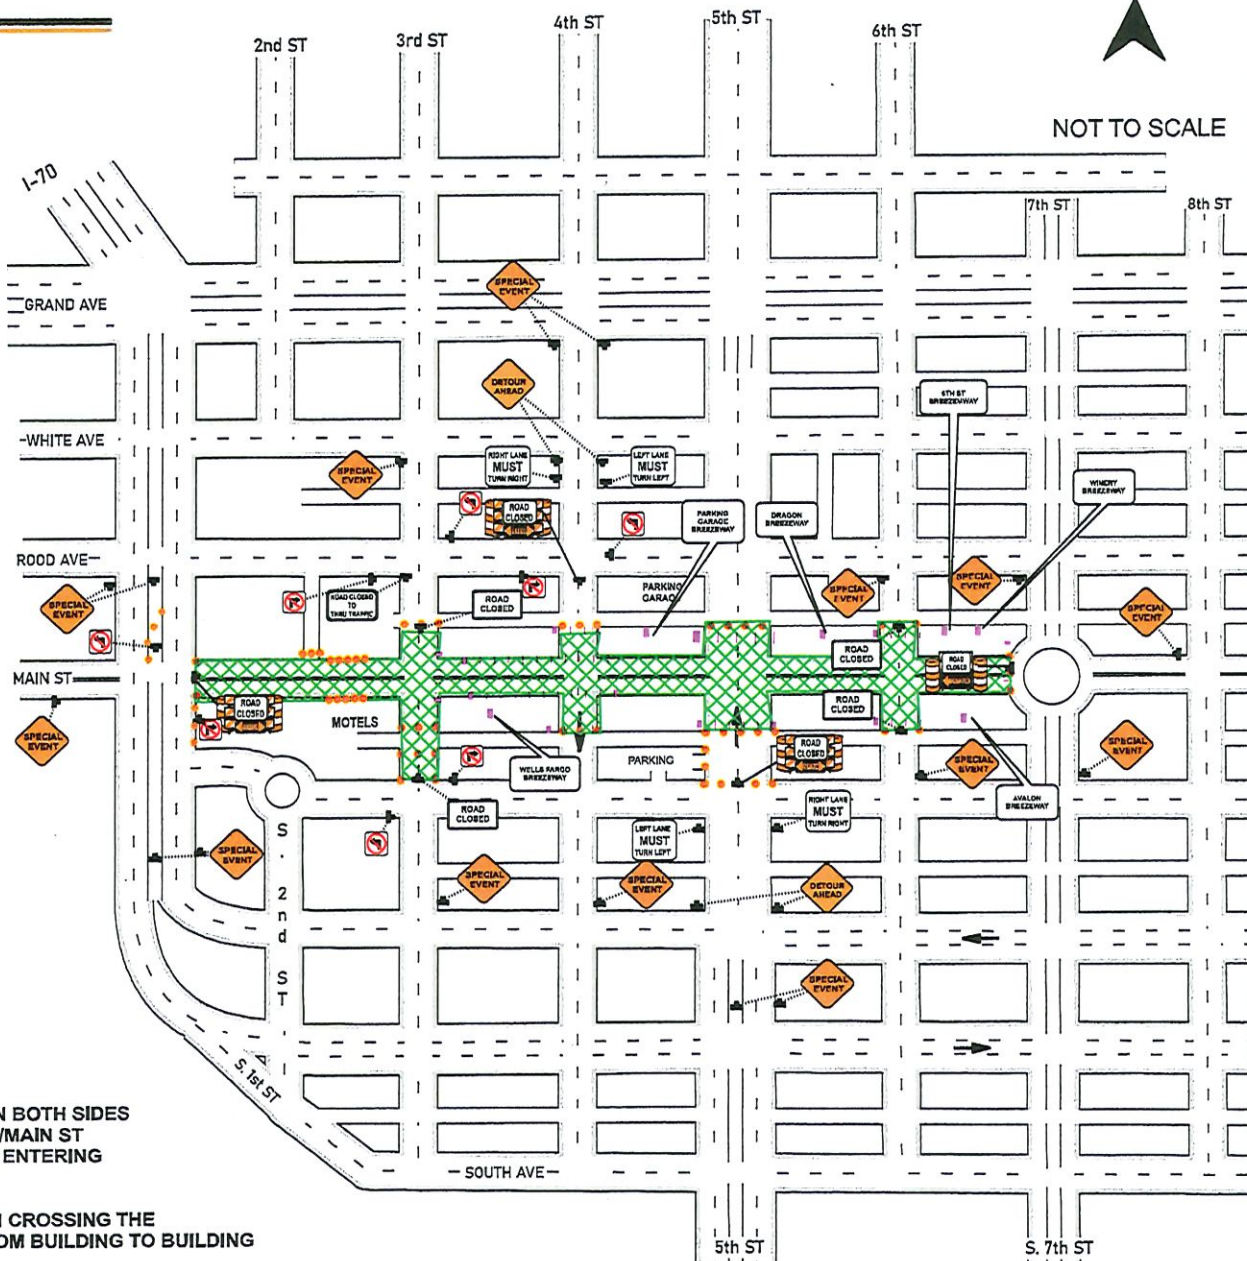 4th ST
5th ST
2nd ST
3rd ST
6th ST
NOT TO SCALE
I-70
7th ST
8th ST
GRAND AVE
SPECIAL
EVENT
DETOUR
AHEAD
6TH ST
BREEZEWAY
WHITE AVE
SPECIAL
EVENT
RIGHT LANE
MUST
TURN RIGHT
LEFT LANE
MUST
TURN LEFT
WINERY
BREEZEWAY
ROAD
CLOSED
PARKING
GARAGE
BREEZEWAY
DRAGON
BREEZEWAY
ROOD AVE
SPECIAL
EVENT
ROAD CLOSED
TO
THRU TRAFFIC
ROAD
CLOSED
PARKING
GARAGE
SPECIAL
EVENT
SPECIAL
EVENT
SPECIAL
EVENT
ROAD
CLOSED
ROAD
CLOSED
MAIN ST
ROAD
CLOSED
ROAD
CLOSED
MOTELS
SPECIAL
EVENT
WELLS FARGO
BREEZEWAY
PARKING
ROAD
CLOSED
SPECIAL
EVENT
SPECIAL
EVENT
AVALON
BREEZEWAY
ROAD
CLOSED
RIGHT LANE
MUST
TURN RIGHT
LEFT LANE
MUST
TURN LEFT
SPECIAL
EVENT
SPECIAL
EVENT
SPECIAL
EVENT
DETOUR
AHEAD
S. 2nd ST
SPECIAL
EVENT
S. 1st ST
N BOTH SIDES
/MAIN ST
ENTERING
SOUTH AVE
CROSSING THE
OM BUILDING TO BUILDING
5th ST
S. 7th ST